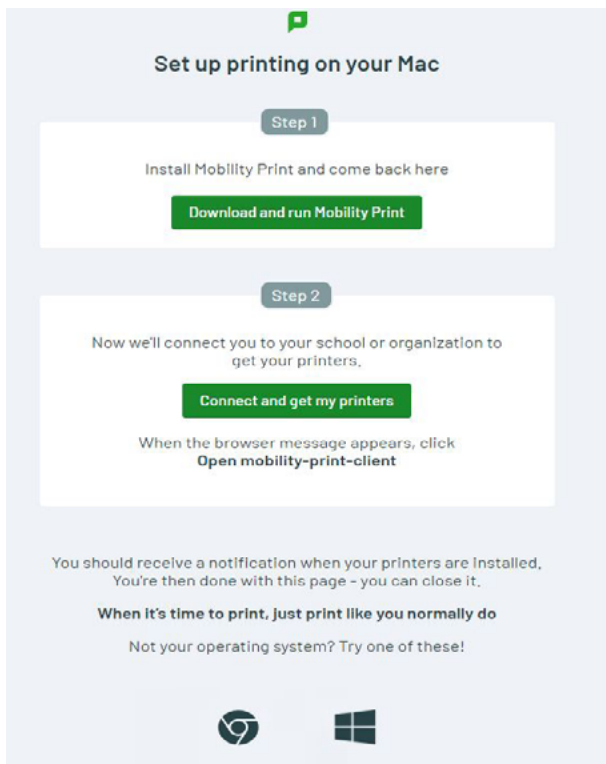 Set up printing on your Mac
Step 1
Install Mobility Print and come back here
Download and run Mobility Print
Step 2
Now we'll connect you to your school or organization to
get your printers.
Connect and get my printers
When the browser message appears, click
Open mobility-print-client
You should receive a notification when your printers are installed.
You're then done with this page - you can close it.
When it's time to print, just print like you normally do
Not your operating system? Try one of these!